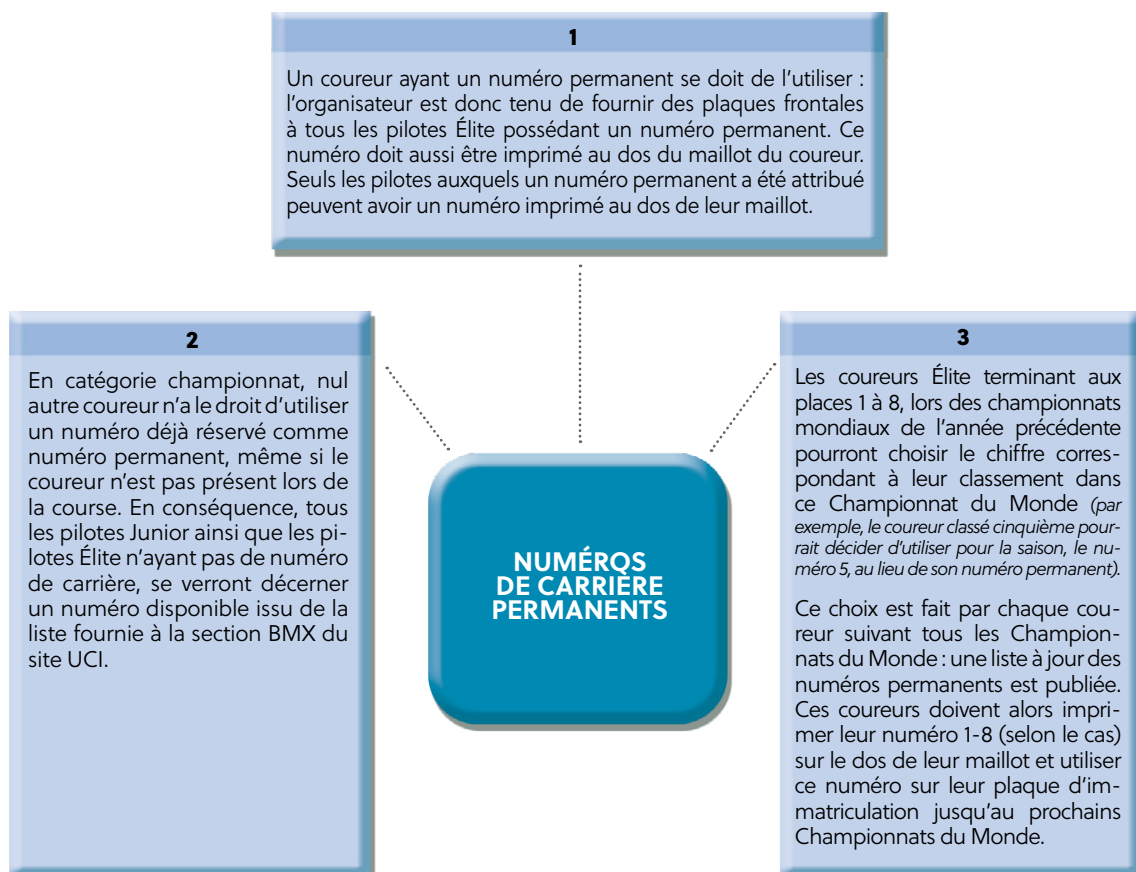 1
Un coureur ayant un numéro permanent se doit de l'utiliser :
l'organisateur est donc tenu de fournir des plaques frontales
à tous les pilotes Élite possédant un numéro permanent. Ce
numéro doit aussi être imprimé au dos du maillot du coureur.
Seuls les pilotes auxquels un numéro permanent a été attribué
peuvent avoir un numéro imprimé au dos de leur maillot.
2
En catégorie championnat, nul
autre coureur n'a le droit d'utiliser
un numéro déjà réservé comme
numéro permanent, même si le
coureur n'est pas présent lors de
la course. En conséquence, tous
les pilotes Junior ainsi que les pi-
lotes Élite n'ayant pas de numéro
de carrière, se verront décerner
un numéro disponible issu de la
liste fournie à la section BMX du
site UCI.
NUMÉROS
DE CARRIÈRE
PERMANENTS
3
Les coureurs Élite terminant aux
places 1 à 8, lors des championnats
mondiaux de l'année précédente
pourront choisir le chiffre corres-
pondant à leur classement dans
ce Championnat du Monde (par
exemple, le coureur classé cinquième pour-
rait décider d'utiliser pour la saison, le nu-
méro 5, au lieu de son numéro permanent).
Ce choix est fait par chaque cou-
reur suivant tous les Champion-
nats du Monde : une liste à jour des
numéros permanents est publiée.
Ces coureurs doivent alors impri-
mer leur numéro 1-8 (selon le cas)
sur le dos de leur maillot et utiliser
ce numéro sur leur plaque d'im-
matriculation jusqu'au prochains
Championnats du Monde.